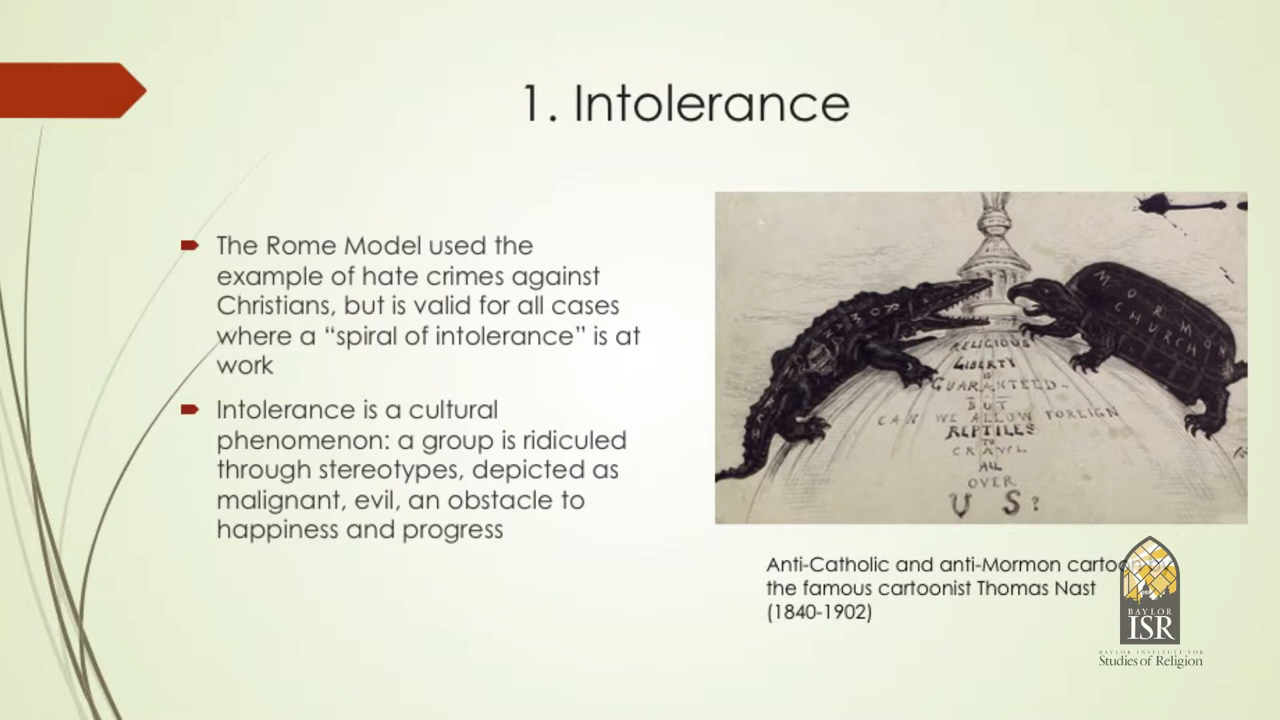 1. Intolerance
The Rome Model used the
example of hate crimes against
Christians, but is valid for all cases
where a “spiral of intolerance” is at
work
Intolerance is a cultural
phenomenon: a group is ridiculed
through stereotypes, depicted as
malignant, evil, an obstacle to
happiness and progress
MORMON
CHURCH
RELIGIOUS
LIBERTY
IS
GUARANTEED-
BUT
CAN WE ALLOW FOREIGN
REPTILES
TO
CRAWL
ALL
OVER
US?
Anti-Catholic and anti-Mormon cartoon
the famous cartoonist Thomas Nast
(1840-1902)
BAYLOR
ISR
BAYLOR INSTITUTE FOR
Studies of Religion